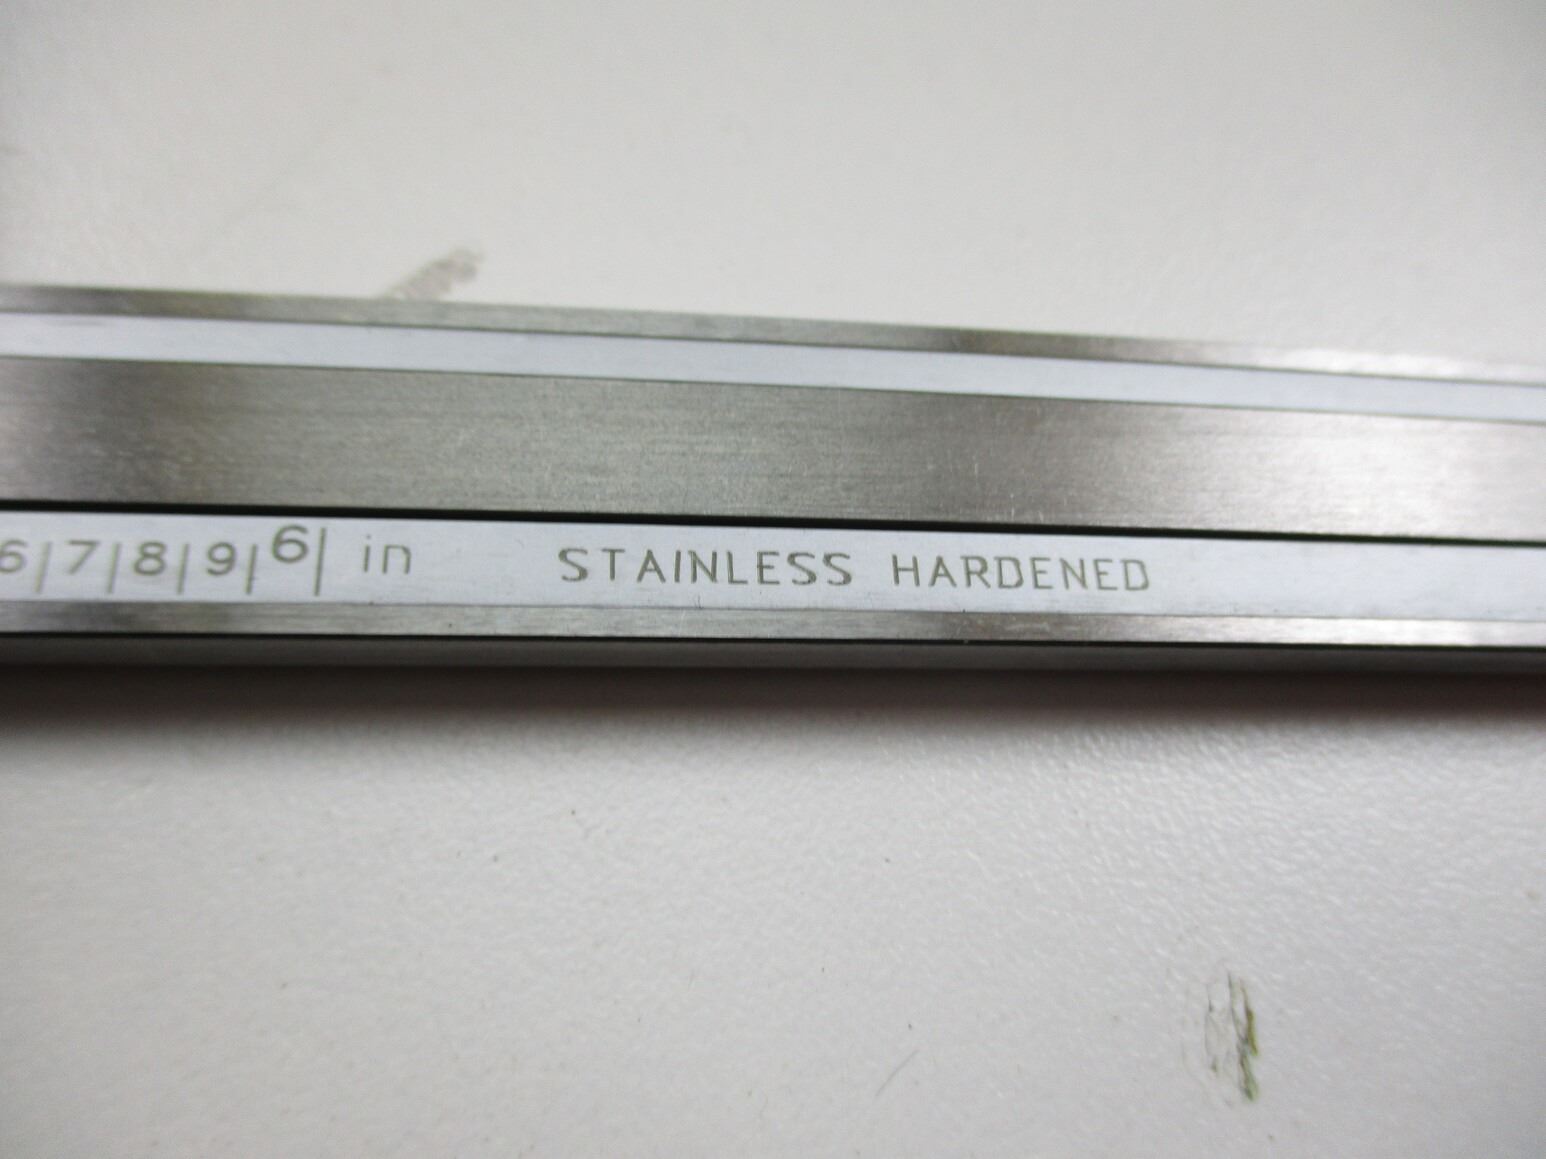 6 7 8 9 6 in STAINLESS HARDENED